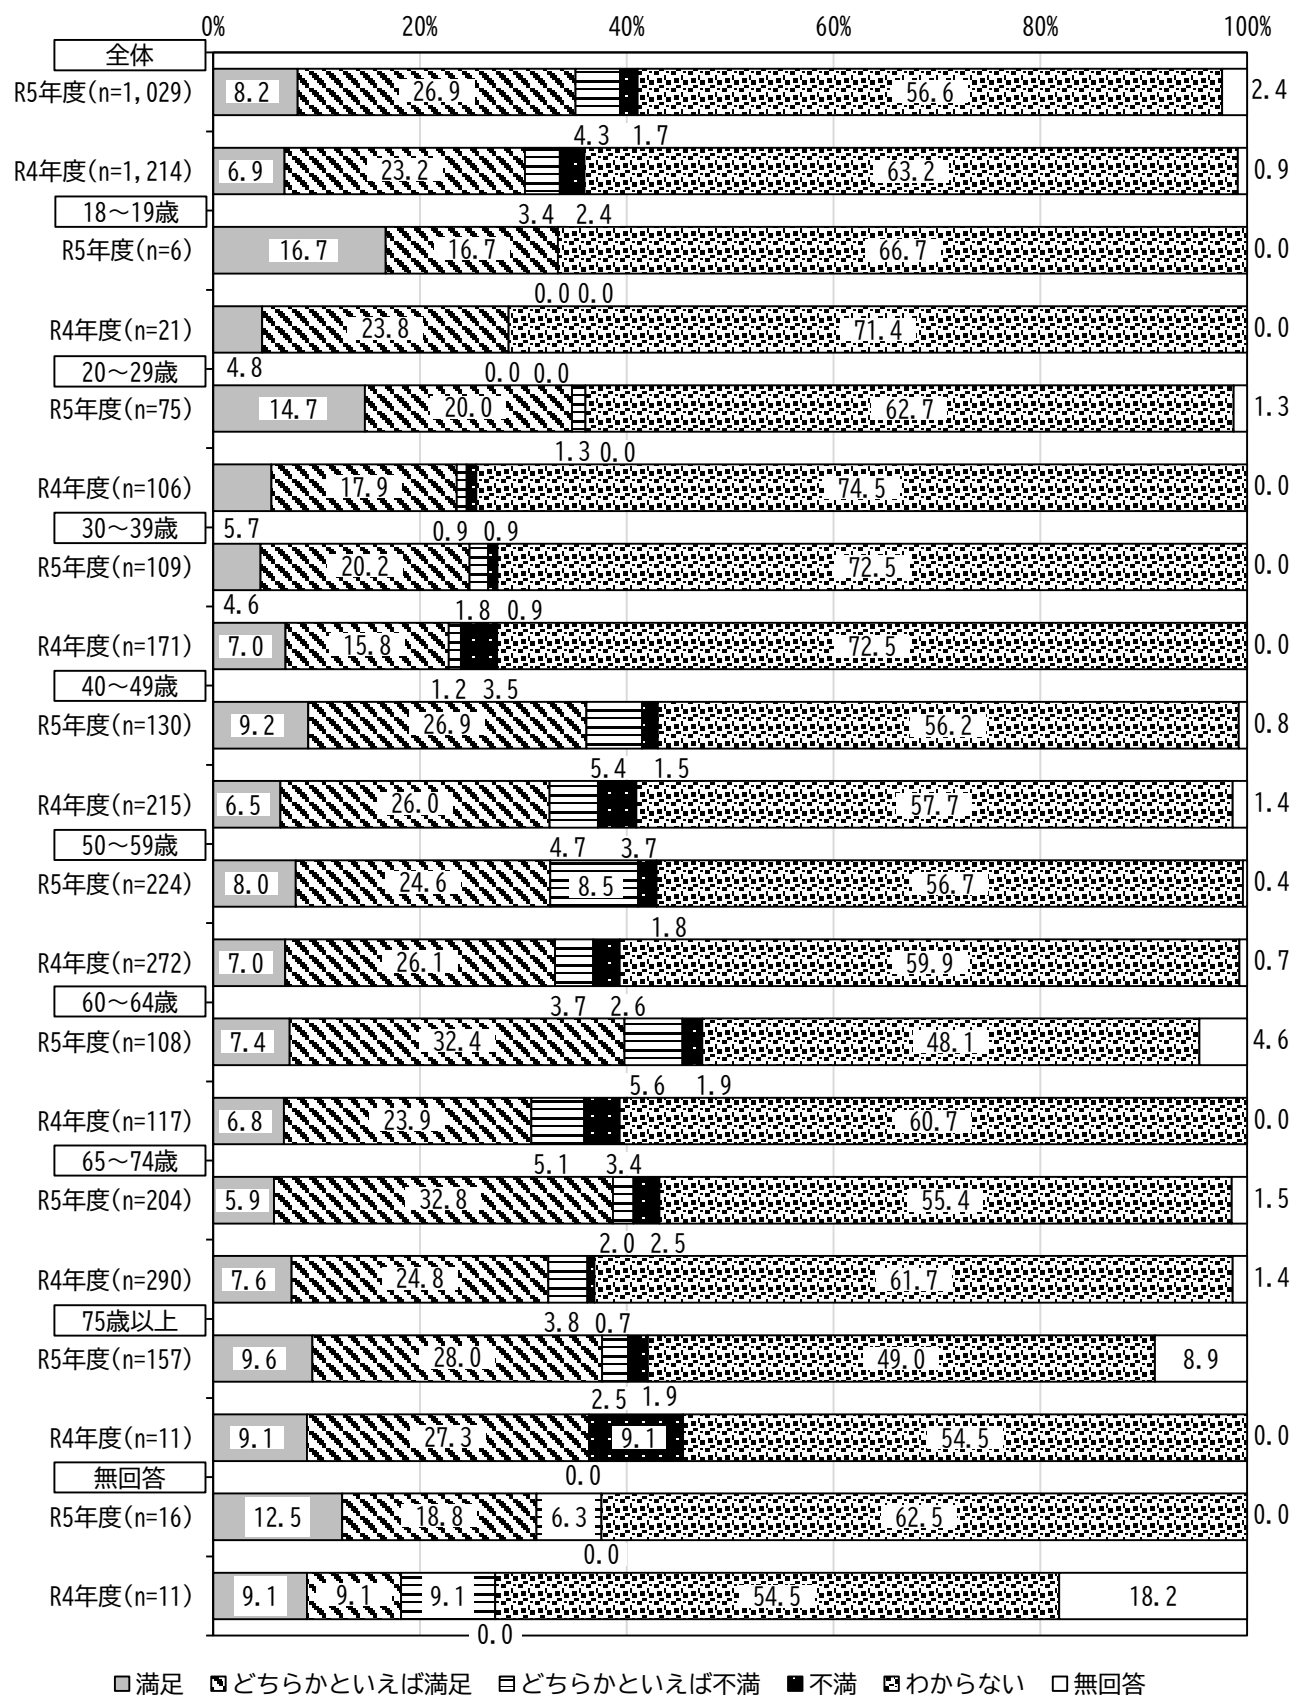 0% 20% 40% 60% 80% 100%
全体
R5年度(n=1,029) 8.2 26.9 56.6 2.4
4.3 1.7
R4年度(n=1,214) 6.9 23.2 63.2 0.9
18～19歳 3.4 2.4
R5年度(n=6) 16.7 16.7 66.7 0.0
0.0 0.0
R4年度(n=21) 23.8 71.4 0.0
20～29歳 4.8 0.0 0.0
R5年度(n=75) 14.7 20.0 62.7 1.3
1.3 0.0
R4年度(n=106) 17.9 74.5 0.0
30～39歳 5.7 0.9 0.9
R5年度(n=109) 20.2 72.5 0.0
4.6 1.8 0.9
R4年度(n=171) 7.0 15.8 72.5 0.0
40～49歳 1.2 3.5
R5年度(n=130) 9.2 26.9 56.2 0.8
5.4 1.5
R4年度(n=215) 6.5 26.0 57.7 1.4
50～59歳 4.7 3.7
R5年度(n=224) 8.0 24.6 8.5 56.7 0.4
1.8
R4年度(n=272) 7.0 26.1 59.9 0.7
60～64歳 3.7 2.6
R5年度(n=108) 7.4 32.4 48.1 4.6
5.6 1.9
R4年度(n=117) 6.8 23.9 60.7 0.0
65～74歳 5.1 3.4
R5年度(n=204) 5.9 32.8 55.4 1.5
2.0 2.5
R4年度(n=290) 7.6 24.8 61.7 1.4
75歳以上 3.8 0.7
R5年度(n=157) 9.6 28.0 49.0 8.9
2.5 1.9
R4年度(n=11) 9.1 27.3 9.1 54.5 0.0
無回答 0.0
R5年度(n=16) 12.5 18.8 6.3 62.5 0.0
0.0
R4年度(n=11) 9.1 9.1 9.1 54.5 18.2
0.0
満足 どちらかといえば満足 どちらかといえば不満 不満 わからない 無回答